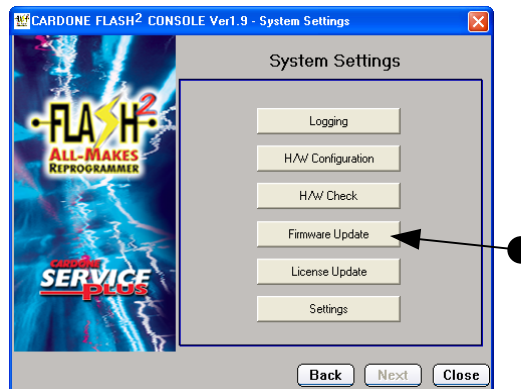 CARDONE FLASH2 CONSOLE Ver1.9 - System Settings
System Settings
FLASH2
ALL-MAKES
REPROGRAMMER
CARDONE
SERVICE
PLUS
Logging
H/W Configuration
H/W Check
Firmware Update
License Update
Settings
Back Next Close